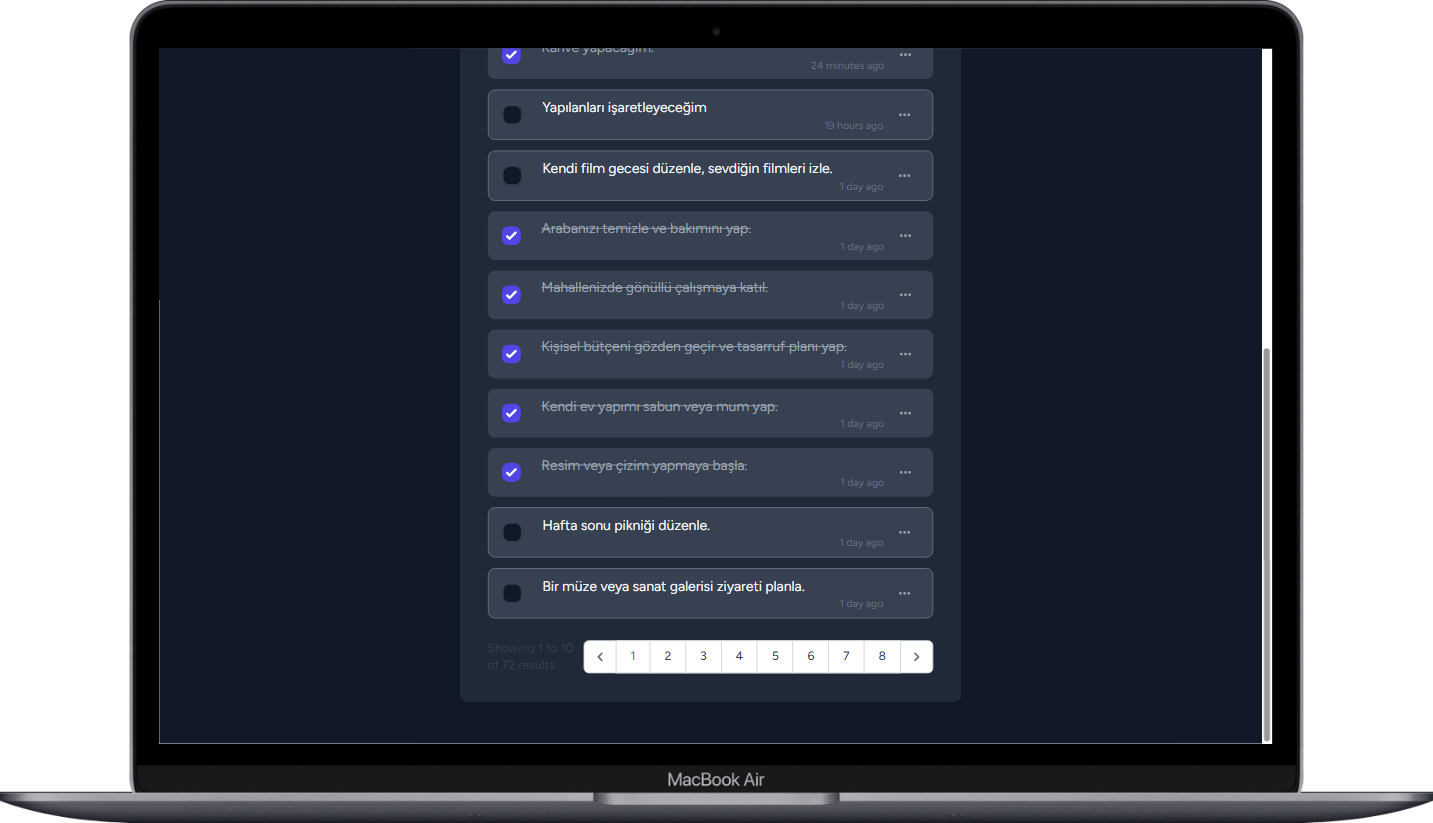 Kahve yapacağım.
24 minutes ago
Yapılanları işaretleyeceğim
19 hours ago
Kendi film gecesi düzenle, sevdiğin filmleri izle.
1 day ago
Arabanızı temizle ve bakımını yap.
1 day ago
Mahallenizde gönüllü çalışmaya katıl.
1 day ago
Kişisel bütçeni gözden geçir ve tasarruf planı yap.
1 day ago
Kendi ev yapımı sabun veya mum yap.
1 day ago
Resim veya çizim yapmaya başla.
1 day ago
Hafta sonu pikniği düzenle.
1 day ago
Bir müze veya sanat galerisi ziyareti planla.
1 day ago
Showing 1 to 10
of 72 results
1 2 3 4 5 6 7 8
MacBook Air